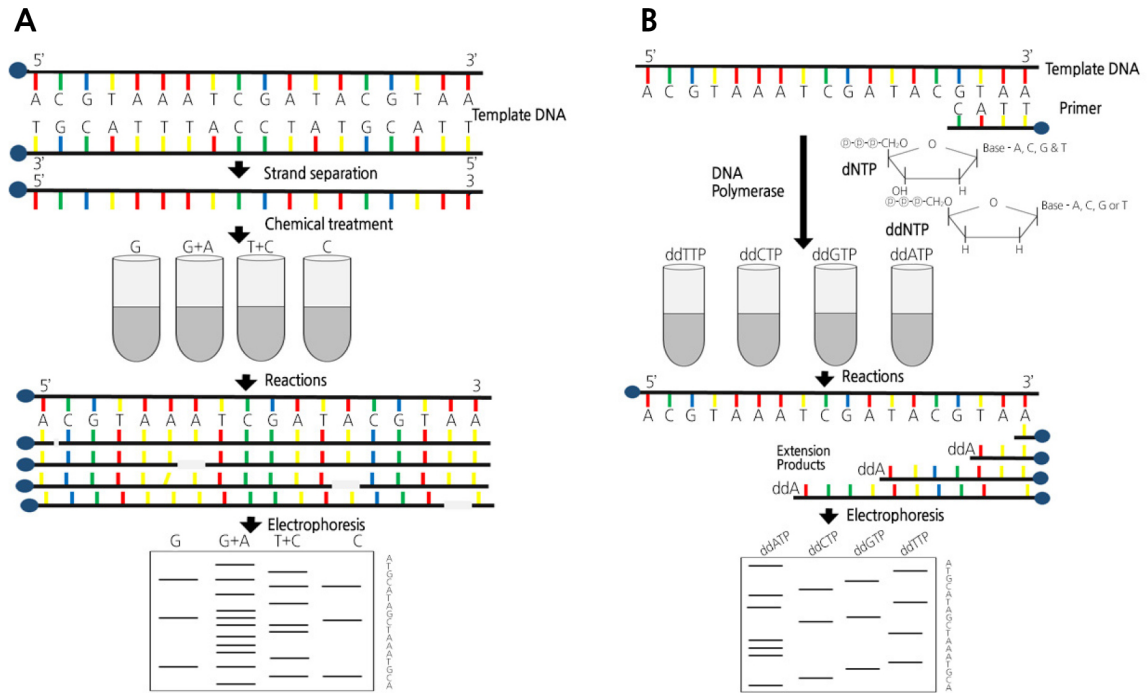 A
5' 3'
A C G T A A A T C G A T A C G T A A
Template DNA
T G C A T T T A C C T A T G C A T T
3' 5'
Strand separation
5' 3
Chemical treatment
G G+A T+C C
Reactions
5' 3
A C G T A A A T C G A T A C G T A A
Electrophoresis
G G+A T+C C
A
T
G
C
A
T
A
G
C
T
A
A
A
T
G
C
A
B
5' 3'
Template DNA
A C G T A A A T C G A T A C G T A A
C A T T
Primer
DNA
Polymerase
Ⓟ-Ⓟ-Ⓟ-CH₂O O Base - A, C, G & T
dNTP
OH H
Ⓟ-Ⓟ-Ⓟ-CH₂O O Base - A, C, G or T
ddNTP
H H
ddTTP ddCTP ddGTP ddATP
Reactions
5' 3'
A C G T A A A T C G A T A C G T A A
Extension
Products
ddA
ddA
ddA
Electrophoresis
ddATP ddCTP ddGTP ddTTP
A
T
G
C
A
T
A
G
C
T
A
A
A
T
G
C
A